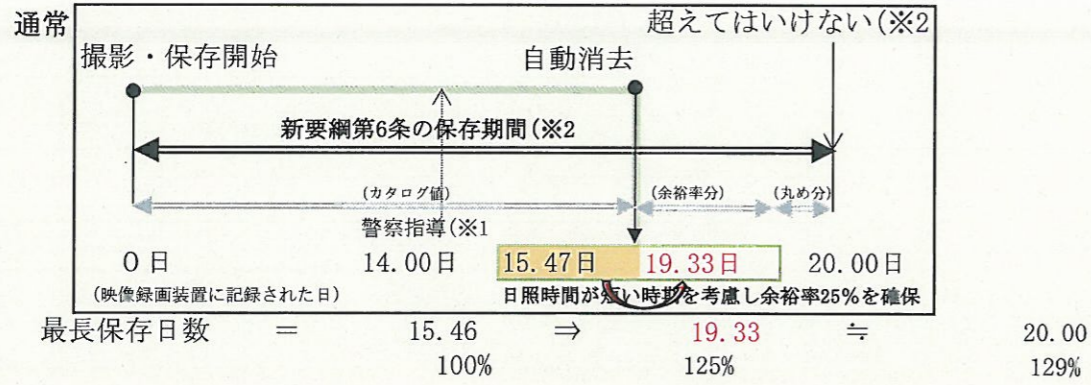 通常
超えてはいけない(※2
撮影・保存開始
自動消去
新要綱第6条の保存期間(※2
(カタログ値)
(余裕率分)
(丸め分)
警察指導(※1
0日
14.00日
15.47日
19.33日
20.00日
(映像録画装置に記録された日)
日照時間が短い時期を考慮し余裕率25%を確保
最長保存日数 = 15.46 ⇒ 19.33 ≒ 20.00
100% 125% 129%